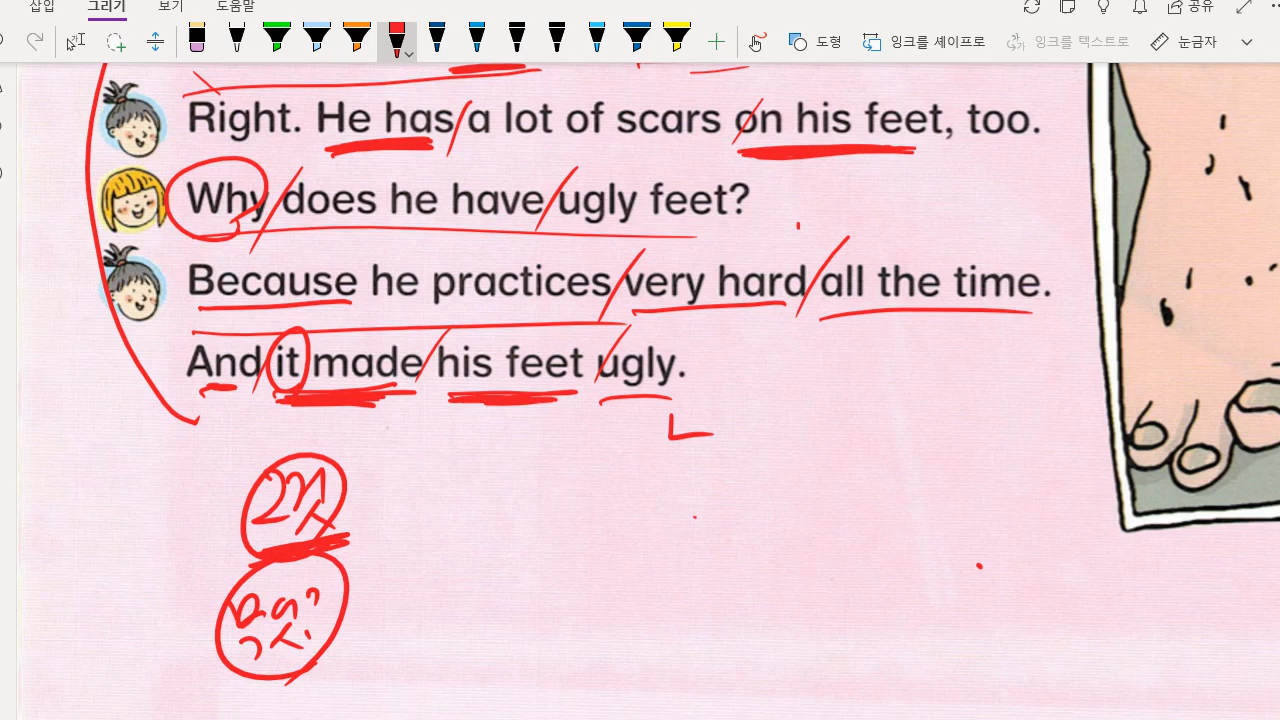 삽입 그리기 보기 도움말 공유
도형 잉크를 셰이프로 잉크를 텍스트로 눈금자
Right. He has a lot of scars on his feet, too.
Why does he have ugly feet?
Because he practices very hard all the time.
And it made his feet ugly.
그것